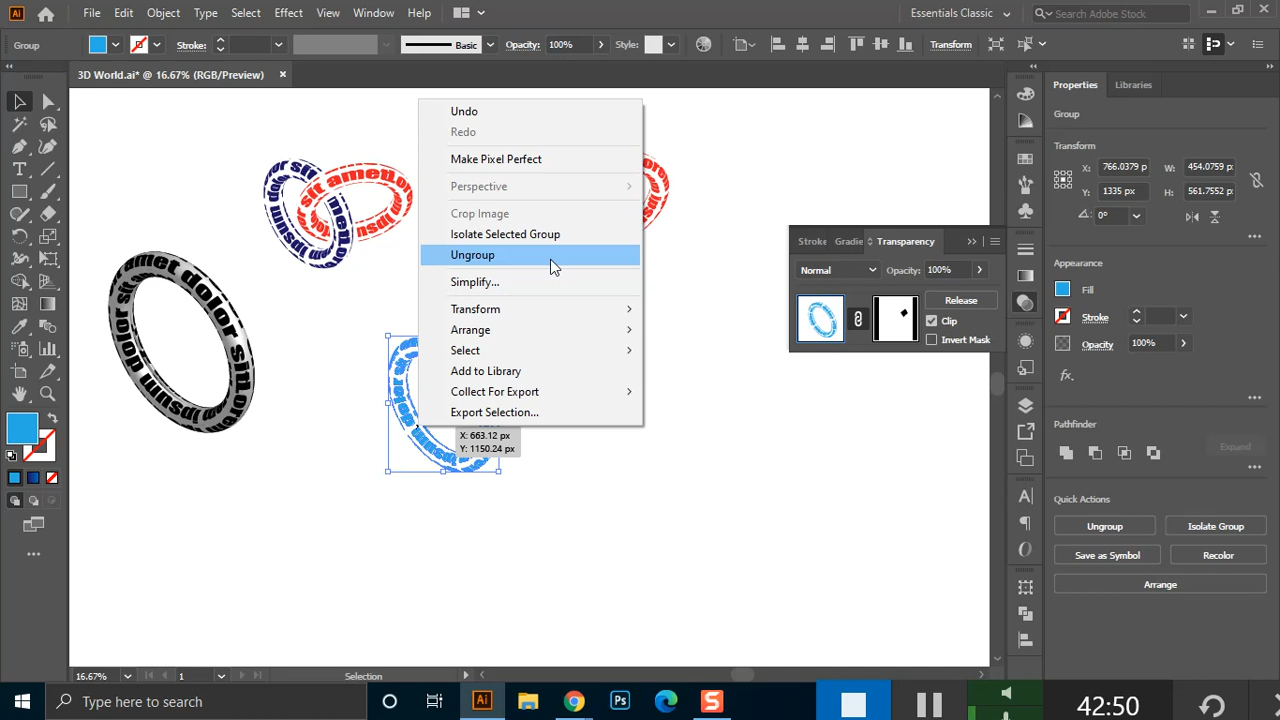 Ai
File
Edit
Object
Type
Select
Effect
View
Window
Help
Essentials Classic
Search Adobe Stock
Group
Stroke:
Basic
Opacity:
100%
Style:
Transform
3D World.ai* @ 16.67% (RGB/Preview)
Undo
Redo
Make Pixel Perfect
Perspective
Crop Image
Isolate Selected Group
Ungroup
Simplify...
Transform
Arrange
Select
Add to Library
Collect For Export
Export Selection...
X: 663.12 px
Y: 1150.24 px
Stroke
Gradie
Transparency
Normal
Opacity:
100%
Release
Clip
Invert Mask
Properties
Libraries
Group
Transform
X:
766.0379 p
W:
454.0759 p
Y:
1335 px
H:
561.7552 p
0°
Appearance
Fill
Stroke
Opacity
100%
fx.
Pathfinder
Expand
Quick Actions
Ungroup
Isolate Group
Save as Symbol
Recolor
Arrange
16.67%
1
Selection
Type here to search
Ai
Ps
S
42:50